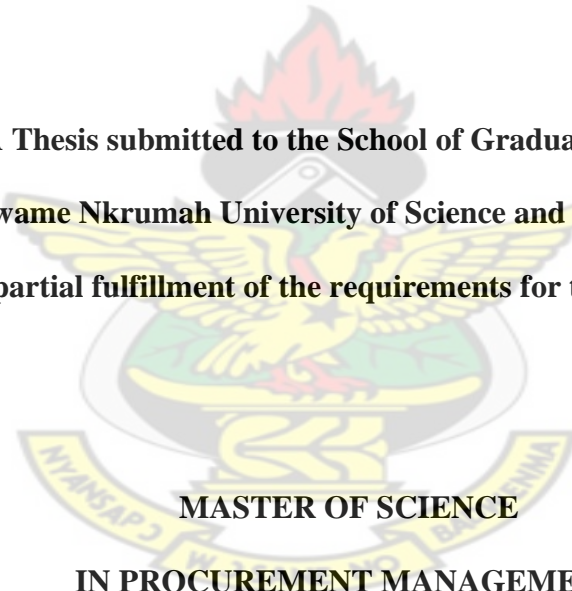 Thesis submitted to the School of Gradua
wame Nkrumah University of Science and
partial fulfillment of the requirements for
MASTER OF SCIENCE
IN PROCUREMENT MANAGEME
NYANSAPƆ